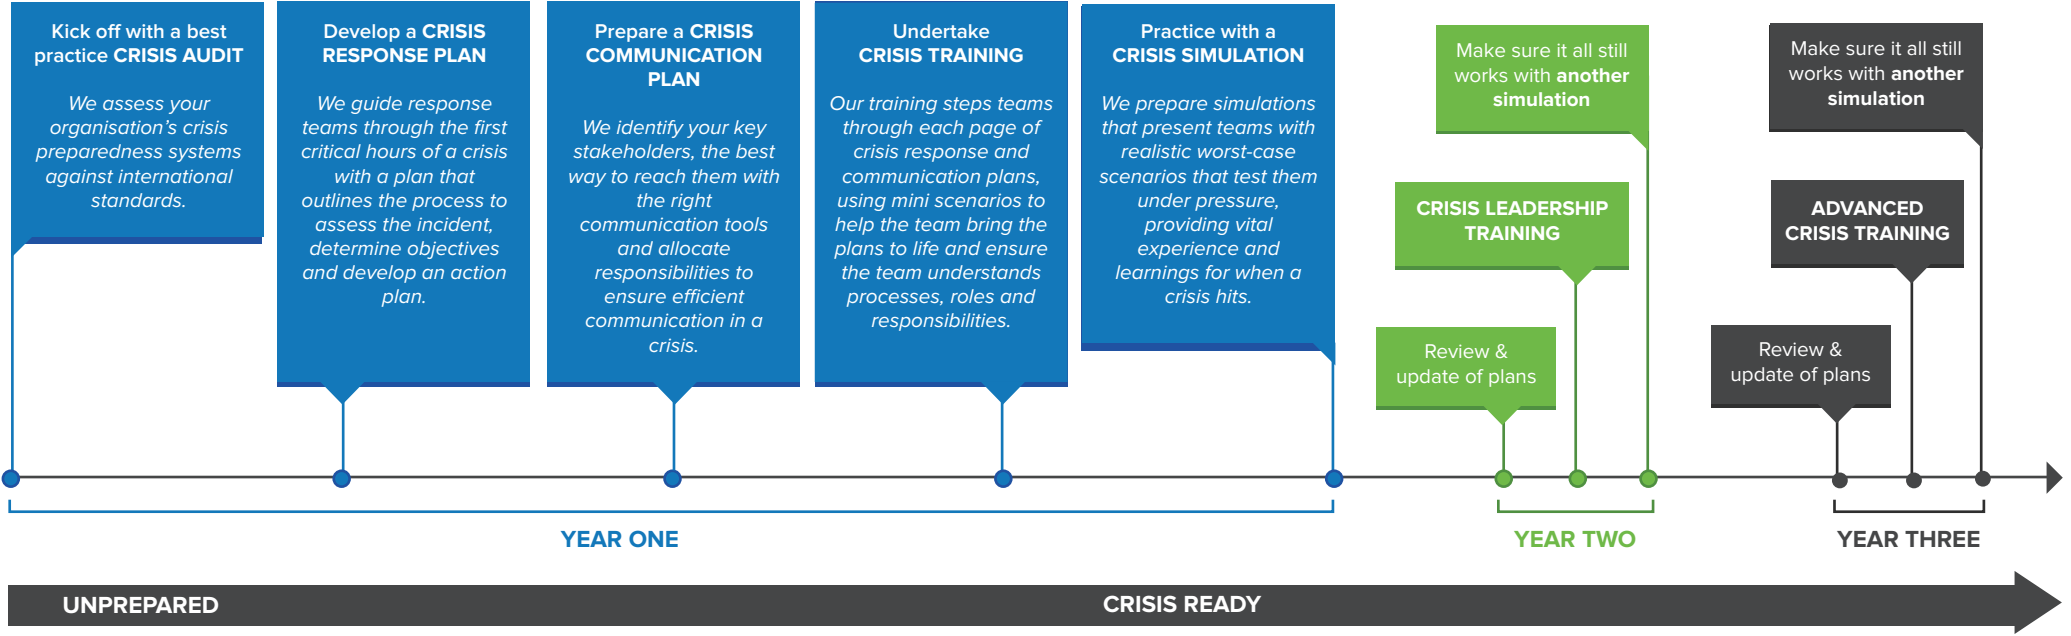 Kick off with a best
practice CRISIS AUDIT
We assess your
organisation's crisis
preparedness systems
against international
standards.
Develop a CRISIS
RESPONSE PLAN
We guide response
teams through the first
critical hours of a crisis
with a plan that
outlines the process to
assess the incident,
determine objectives
and develop an action
plan.
Prepare a CRISIS
COMMUNICATION
PLAN
We identify your key
stakeholders, the best
way to reach them with
the right
communication tools
and allocate
responsibilities to
ensure efficient
communication in a
crisis.
Undertake
CRISIS TRAINING
Our training steps teams
through each page of
crisis response and
communication plans,
using mini scenarios to
help the team bring the
plans to life and ensure
the team understands
processes, roles and
responsibilities.
Practice with a
CRISIS SIMULATION
We prepare simulations
that present teams with
realistic worst-case
scenarios that test them
under pressure,
providing vital
experience and
learnings for when a
crisis hits.
Make sure it all still
works with another
simulation
CRISIS LEADERSHIP
TRAINING
Review &
update of plans
Make sure it all still
works with another
simulation
ADVANCED
CRISIS TRAINING
Review &
update of plans
YEAR ONE
YEAR TWO
YEAR THREE
UNPREPARED
CRISIS READY